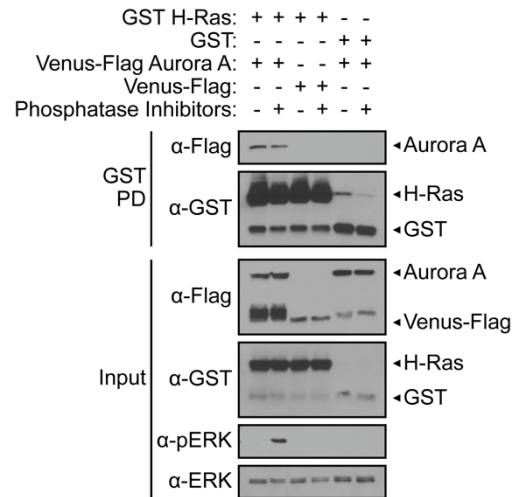 GST H-Ras: + + + + - -
GST: - - - - + +
Venus-Flag Aurora A: + + - - + +
Venus-Flag: - - + + - -
Phosphatase Inhibitors: - + - + - +
GST PD
α-Flag
Aurora A
α-GST
H-Ras
GST
Input
α-Flag
Aurora A
Venus-Flag
α-GST
H-Ras
GST
α-pERK
α-ERK